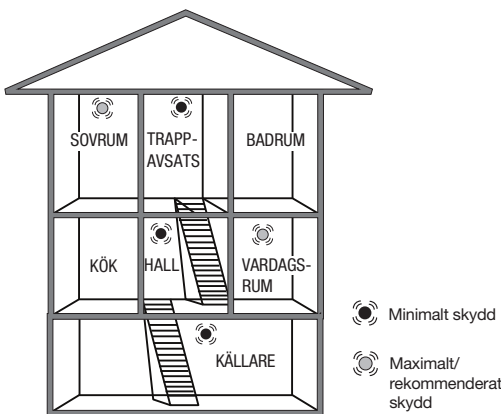 SOVRUM
TRAPP-
AVSATS
BADRUM
KÖK
HALL
VARDAGS-
RUM
KÄLLARE
Minimalt skydd
Maximalt/
rekommenderat
skydd